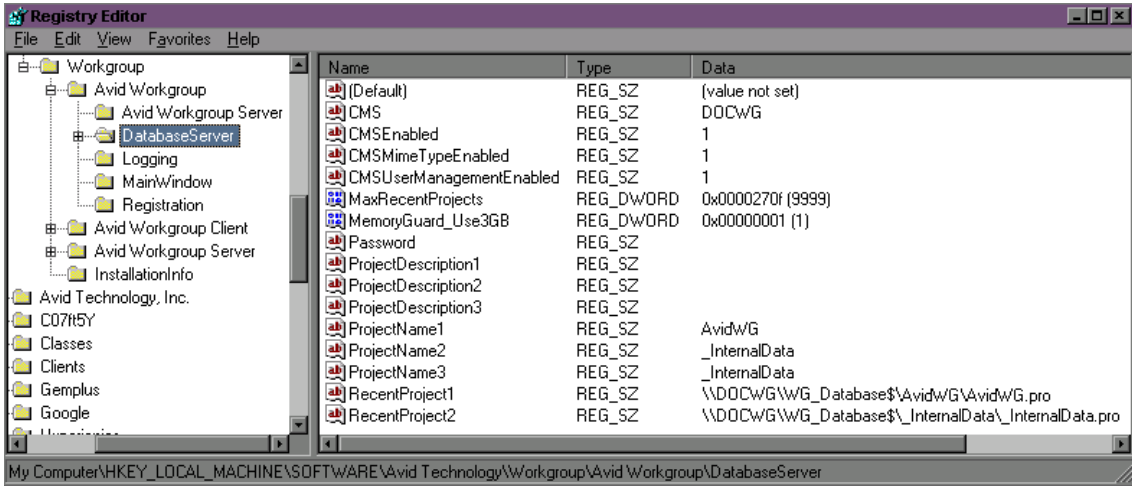 Registry Editor
File Edit View Favorites Help
Workgroup
Avid Workgroup
Avid Workgroup Server
DatabaseServer
Logging
MainWindow
Registration
Avid Workgroup Client
Avid Workgroup Server
InstallationInfo
Avid Technology, Inc.
C07ft5Y
Classes
Clients
Gemplus
Google
Name Type Data
(Default) REG_SZ (value not set)
CMS REG_SZ DOCWG
CMSEnabled REG_SZ 1
CMSMimeTypeEnabled REG_SZ 1
CMSUserManagementEnabled REG_SZ 1
MaxRecentProjects REG_DWORD 0x0000270f (9999)
MemoryGuard_Use3GB REG_DWORD 0x00000001 (1)
Password REG_SZ
ProjectDescription1 REG_SZ
ProjectDescription2 REG_SZ
ProjectDescription3 REG_SZ
ProjectName1 REG_SZ AvidWG
ProjectName2 REG_SZ _InternalData
ProjectName3 REG_SZ _InternalData
RecentProject1 REG_SZ \\DOCWG\WG_Database$\AvidWG\AvidWG.pro
RecentProject2 REG_SZ \\DOCWG\WG_Database$\_InternalData\_InternalData.pro
My Computer\HKEY_LOCAL_MACHINE\SOFTWARE\Avid Technology\Workgroup\Avid Workgroup\DatabaseServer